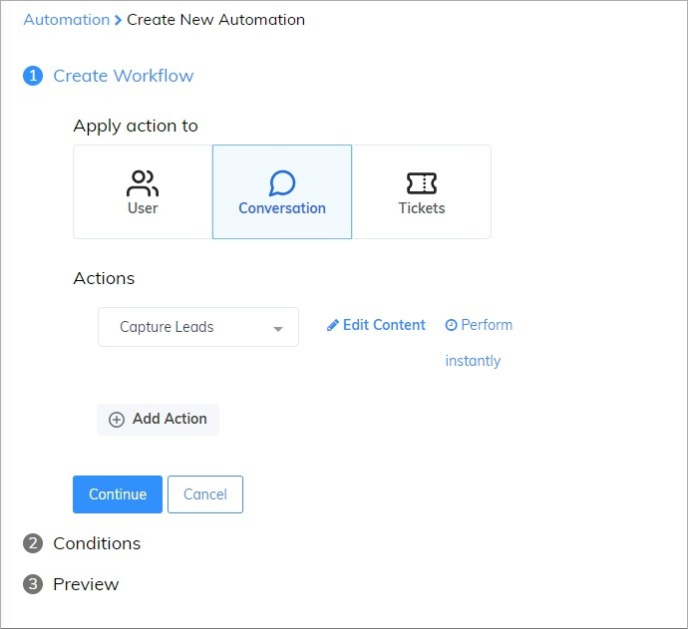 Automation > Create New Automation
1 Create Workflow
Apply action to
User Conversation Tickets
Actions
Capture Leads Edit Content Perform
instantly
Add Action
Continue Cancel
2 Conditions
3 Preview